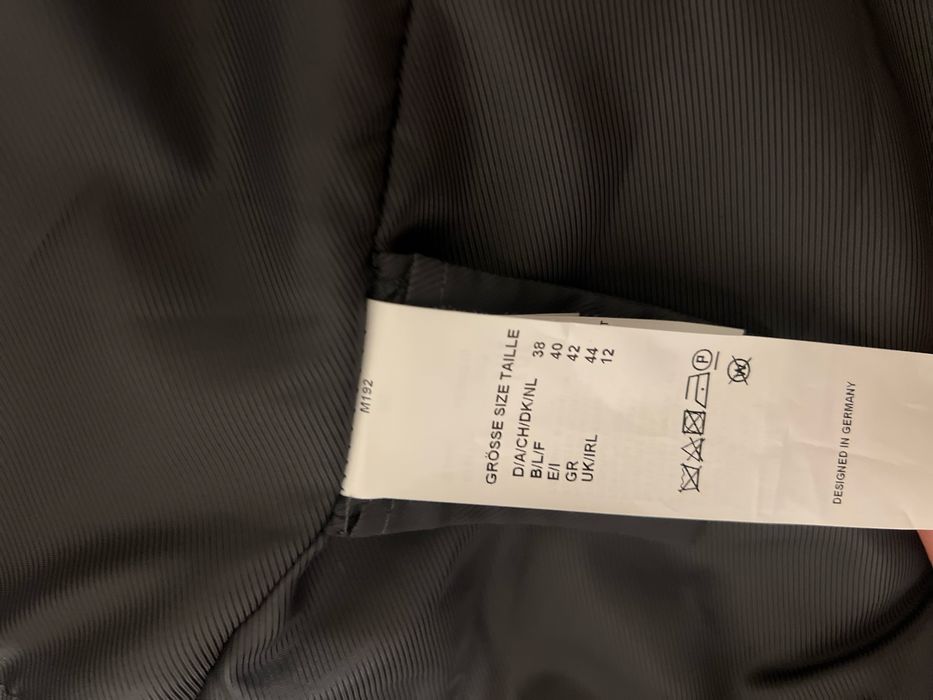 M192
GRÖSSE SIZE TAILLE
D/A/CH/DK/NL 38
B/L/F 40
E/I 42
GR 44
UK/IRL 12
P
W
DESIGNED IN GERMANY